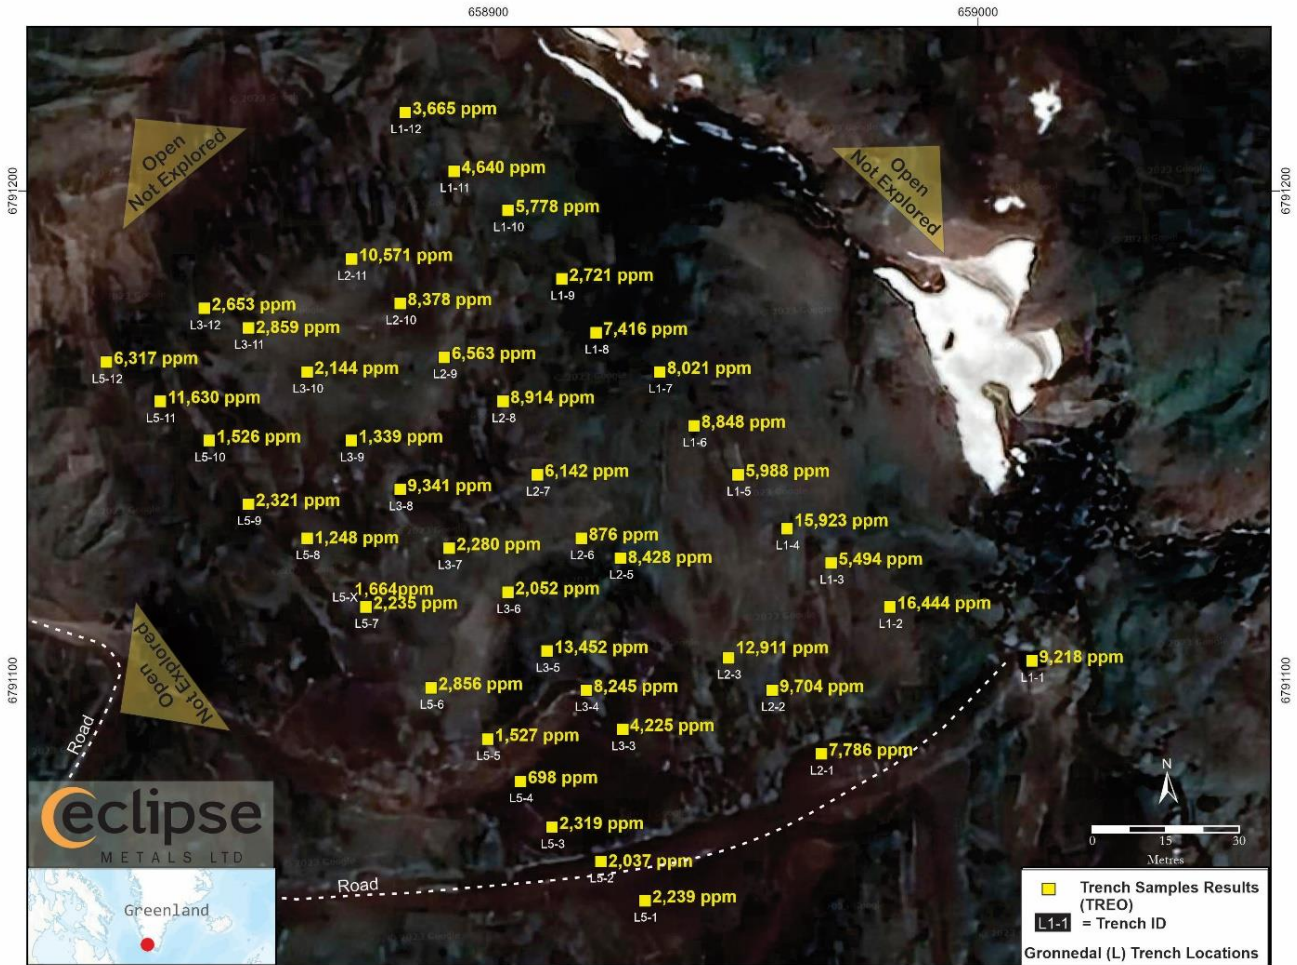 658900
659000
3,665 ppm
L1-12
Open
Not Explored
Open
Not Explored
4,640 ppm
L1-11
6791200
6791200
5,778 ppm
L1-10
10,571 ppm
L2-11
2,721 ppm
L1-9
2,653 ppm
L3-12
8,378 ppm
L2-10
2,859 ppm
L3-11
7,416 ppm
L1-8
6,317 ppm
L5-12
2,144 ppm
L3-10
6,563 ppm
L2-9
8,021 ppm
L1-7
11,630 ppm
L5-11
8,914 ppm
L2-8
8,848 ppm
L1-6
1,526 ppm
L5-10
1,339 ppm
L3-9
6,142 ppm
L2-7
5,988 ppm
L1-5
9,341 ppm
L3-8
2,321 ppm
L5-9
15,923 ppm
L1-4
1,248 ppm
L5-8
2,280 ppm
L3-7
876 ppm
L2-6
8,428 ppm
L2-5
5,494 ppm
L1-3
1,664ppm
L5-X
2,235 ppm
L5-7
2,052 ppm
L3-6
16,444 ppm
L1-2
Open
Not Explored
13,452 ppm
L3-5
12,911 ppm
L2-3
9,218 ppm
L1-1
6791100
6791100
2,856 ppm
L5-6
8,245 ppm
L3-4
9,704 ppm
L2-2
4,225 ppm
L3-3
1,527 ppm
L5-5
7,786 ppm
L2-1
Road
698 ppm
L5-4
N
2,319 ppm
L5-3
eclipse
METALS LTD
0 15 30
Metres
2,037 ppm
L5-2
Road
2,239 ppm
L5-1
Greenland
Trench Samples Results
(TREO)
L1-1 = Trench ID
Gronnedal (L) Trench Locations